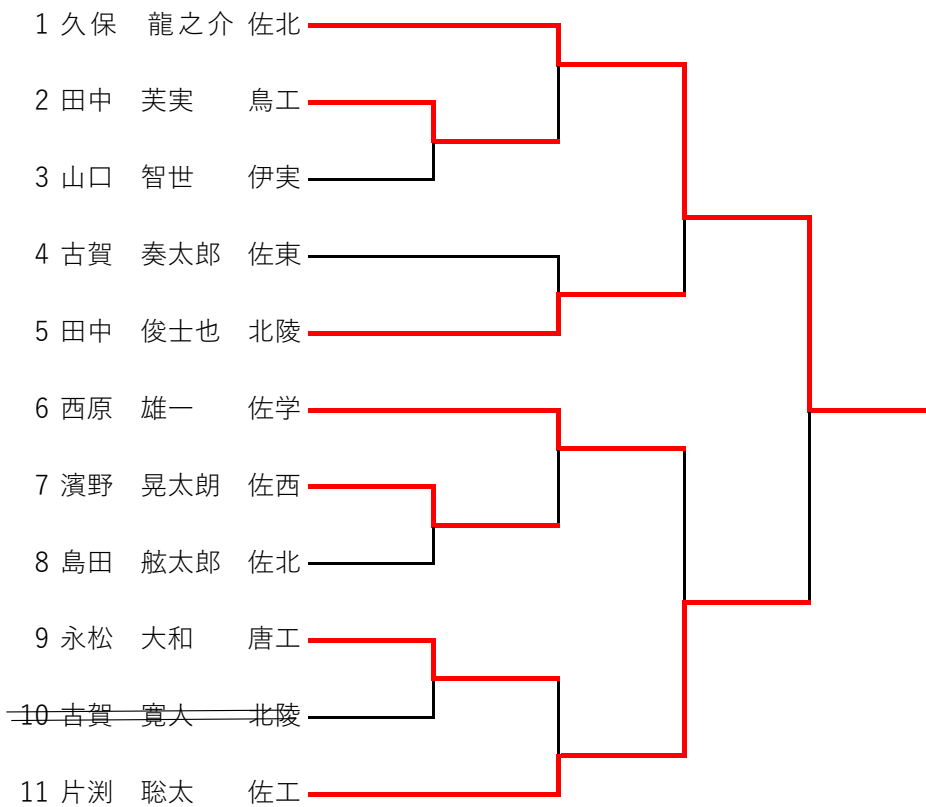 1 久保 龍之介 佐北
2 田中 芙実 鳥工
3 山口 智世 伊実
4 古賀 奏太郎 佐東
5 田中 俊士也 北陵
6 西原 雄一 佐学
7 濱野 晃太朗 佐西
8 島田 舷太郎 佐北
9 永松 大和 唐工
10 古賀 寛人 北陵
11 片渕 聡太 佐工